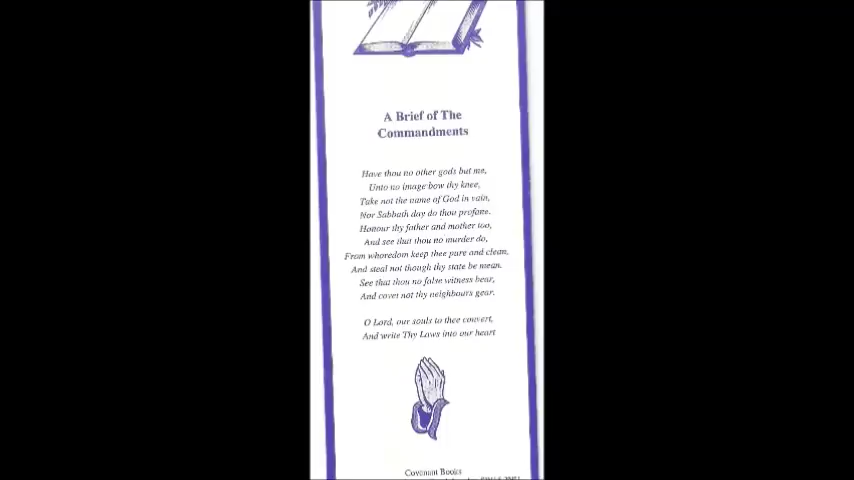 A Brief of The
Commandments
Have thou no other gods but me,
Unto no image bow thy knee,
Take not the name of God in vain,
Nor Sabbath day do thou profane.
Honour thy father and mother too,
And see that thou no murder do,
From whoredom keep thee pure and clean,
And steal not though thy state be mean.
See that thou no false witness bear,
And covet not thy neighbours gear.
O Lord, our souls to thee convert,
And write Thy Laws into our heart
Covenant Books